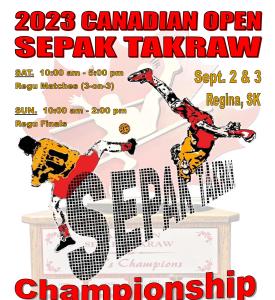 2023 CANADIAN OPEN
SEPAK TAKRAW
SAT. 10:00 am - 5:00 pm
Regu Matches (3-on-3)
Sept. 2 & 3
Regina, SK
SUN. 10:00 am - 2:00 pm
Regu Finals
SEPAK TAKRAW
SEPAK TAKRAW
Champions
Championship